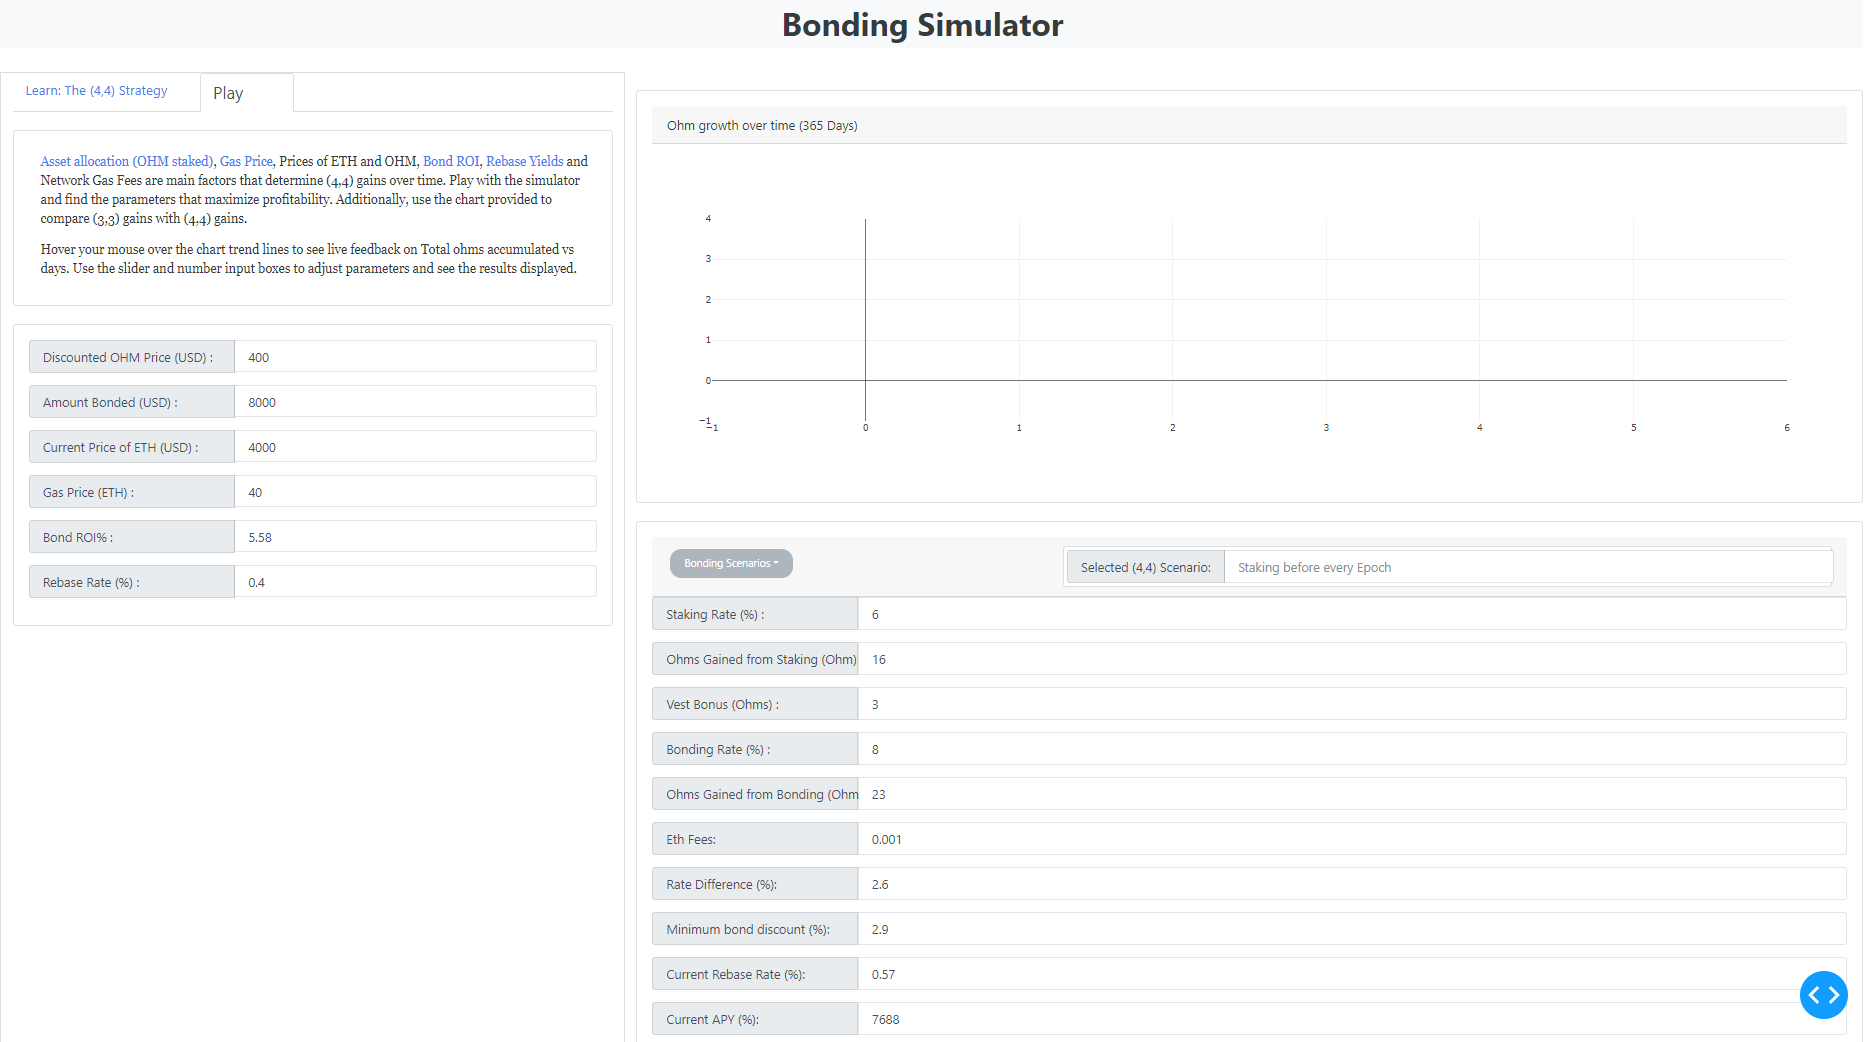 Bonding Simulator
Learn: The (4,4) Strategy
Play
Asset allocation (OHM staked), Gas Price, Prices of ETH and OHM, Bond ROI, Rebase Yields and
Network Gas Fees are main factors that determine (4,4) gains over time. Play with the simulator
and find the parameters that maximize profitability. Additionally, use the chart provided to
compare (3,3) gains with (4,4) gains.
Hover your mouse over the chart trend lines to see live feedback on Total ohms accumulated vs
days. Use the slider and number input boxes to adjust parameters and see the results displayed.
Discounted OHM Price (USD) : 400
Amount Bonded (USD) : 8000
Current Price of ETH (USD) : 4000
Gas Price (ETH) : 40
Bond ROI% : 5.58
Rebase Rate (%) : 0.4
Ohm growth over time (365 Days)
4
3
2
1
0
−1
−1 0 1 2 3 4 5 6
Bonding Scenarios
Selected (4,4) Scenario: Staking before every Epoch
Staking Rate (%) : 6
Ohms Gained from Staking (Ohm) 16
Vest Bonus (Ohms) : 3
Bonding Rate (%) : 8
Ohms Gained from Bonding (Ohm 23
Eth Fees: 0.001
Rate Difference (%): 2.6
Minimum bond discount (%): 2.9
Current Rebase Rate (%): 0.57
Current APY (%): 7688